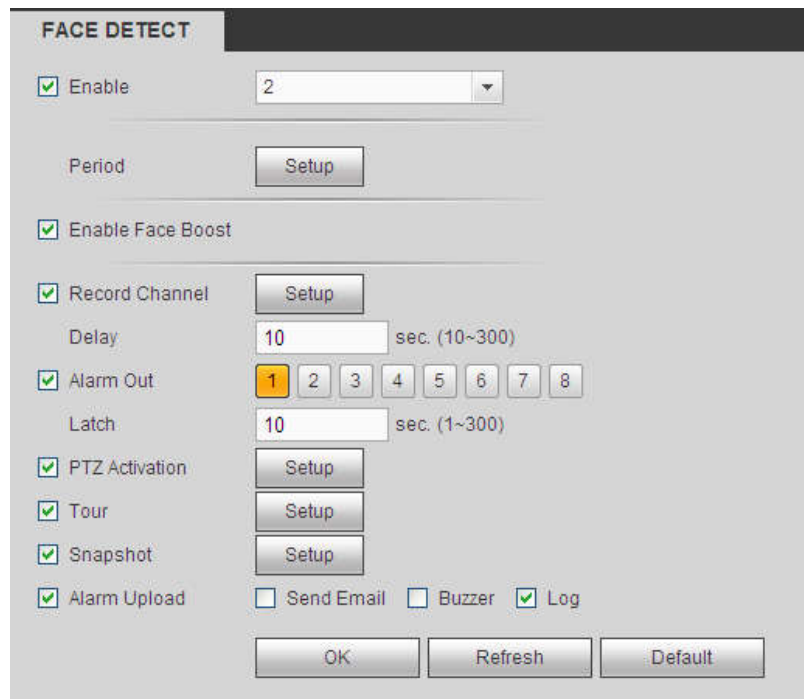 FACE DETECT
Enable 2
Period Setup
Enable Face Boost
Record Channel Setup
Delay 10 sec. (10~300)
Alarm Out 1 2 3 4 5 6 7 8
Latch 10 sec. (1~300)
PTZ Activation Setup
Tour Setup
Snapshot Setup
Alarm Upload Send Email Buzzer Log
OK Refresh Default